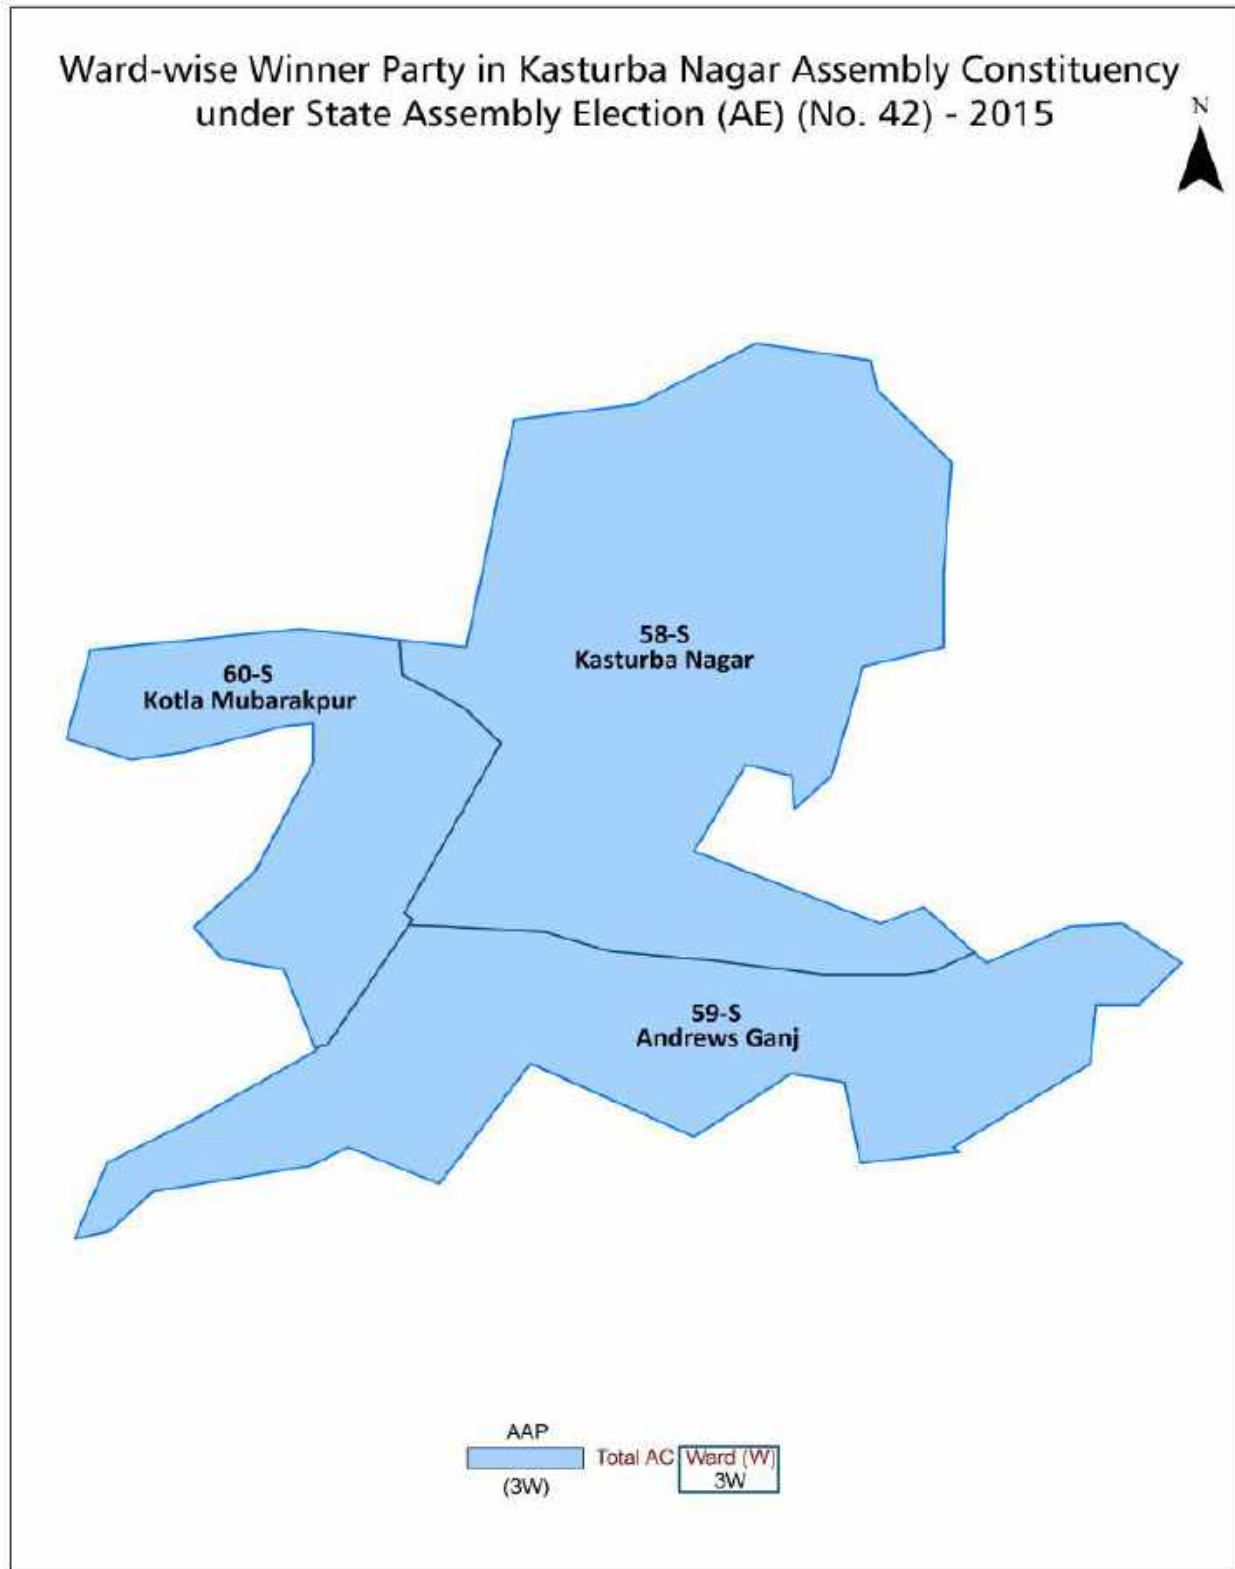 Ward-wise Winner Party in Kasturba Nagar Assembly Constituency
under State Assembly Election (AE) (No. 42) - 2015
N
58-S
Kasturba Nagar
60-S
Kotla Mubarakpur
59-S
Andrews Ganj
AAP
(3W)
Total AC
Ward (W)
3W